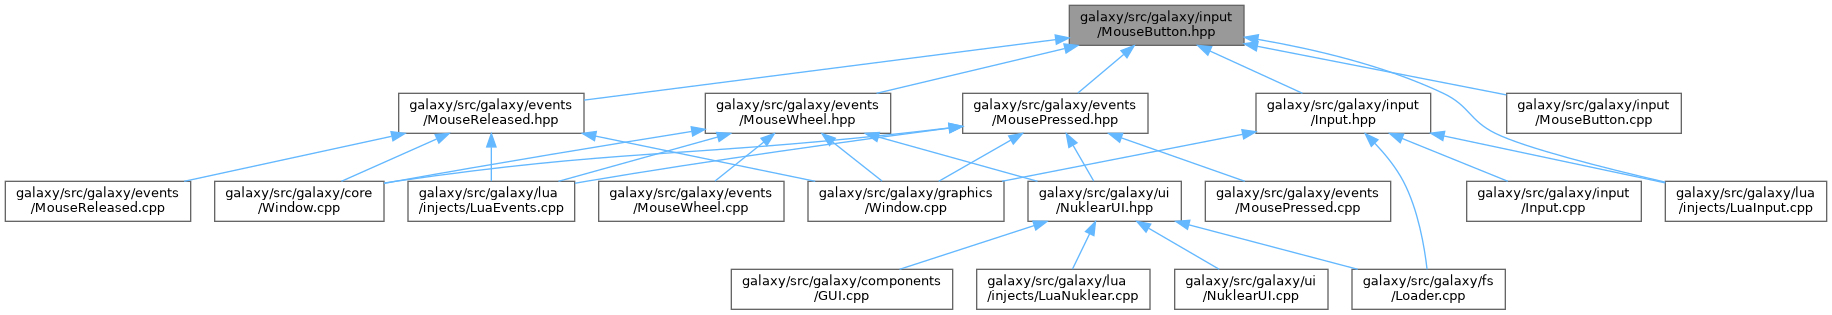 galaxy/src/galaxy/input
/MouseButton.hpp
galaxy/src/galaxy/events
/MouseReleased.hpp
galaxy/src/galaxy/events
/MouseWheel.hpp
galaxy/src/galaxy/events
/MousePressed.hpp
galaxy/src/galaxy/input
/Input.hpp
galaxy/src/galaxy/input
/MouseButton.cpp
galaxy/src/galaxy/events
/MouseReleased.cpp
galaxy/src/galaxy/core
/Window.cpp
galaxy/src/galaxy/lua
/injects/LuaEvents.cpp
galaxy/src/galaxy/events
/MouseWheel.cpp
galaxy/src/galaxy/graphics
/Window.cpp
galaxy/src/galaxy/ui
/NuklearUI.hpp
galaxy/src/galaxy/events
/MousePressed.cpp
galaxy/src/galaxy/input
/Input.cpp
galaxy/src/galaxy/lua
/injects/LuaInput.cpp
galaxy/src/galaxy/components
/GUI.cpp
galaxy/src/galaxy/lua
/injects/LuaNuklear.cpp
galaxy/src/galaxy/ui
/NuklearUI.cpp
galaxy/src/galaxy/fs
/Loader.cpp